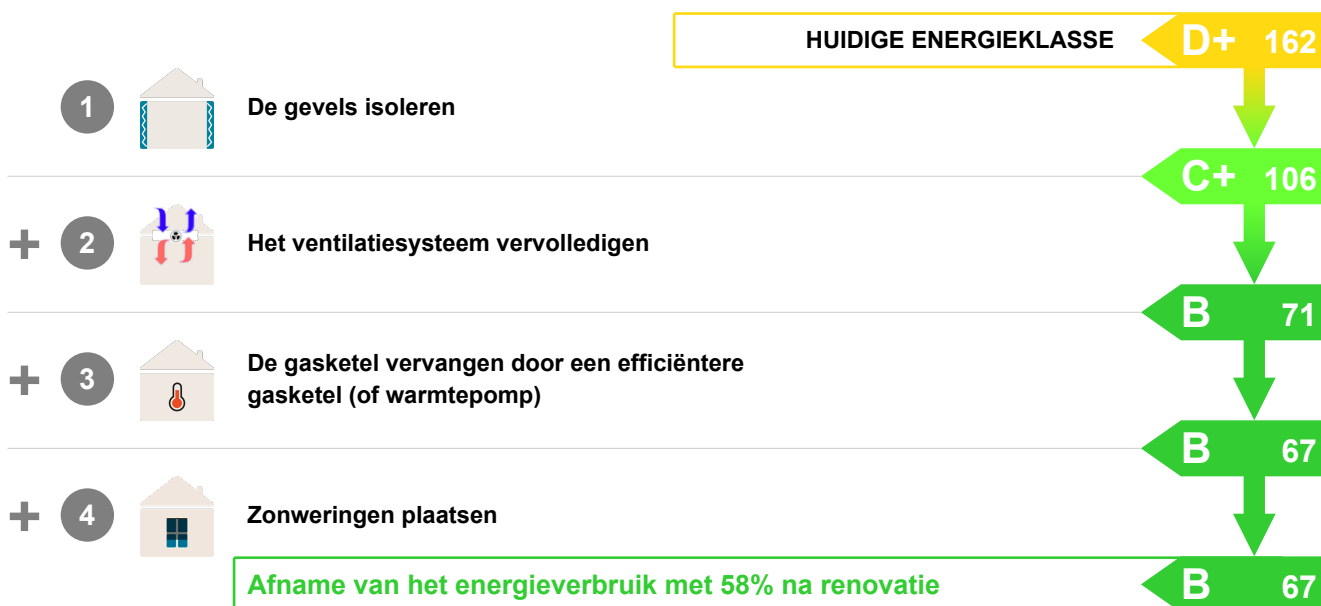 HUIDIGE ENERGIEKLASSE D+ 162
1 De gevels isoleren
C+ 106
+ 2 Het ventilatiesysteem vervolledigen
B 71
+ 3 De gasketel vervangen door een efficiëntere
gasketel (of warmtepomp)
B 67
+ 4 Zonweringen plaatsen
Afname van het energieverbruik met 58% na renovatie B 67